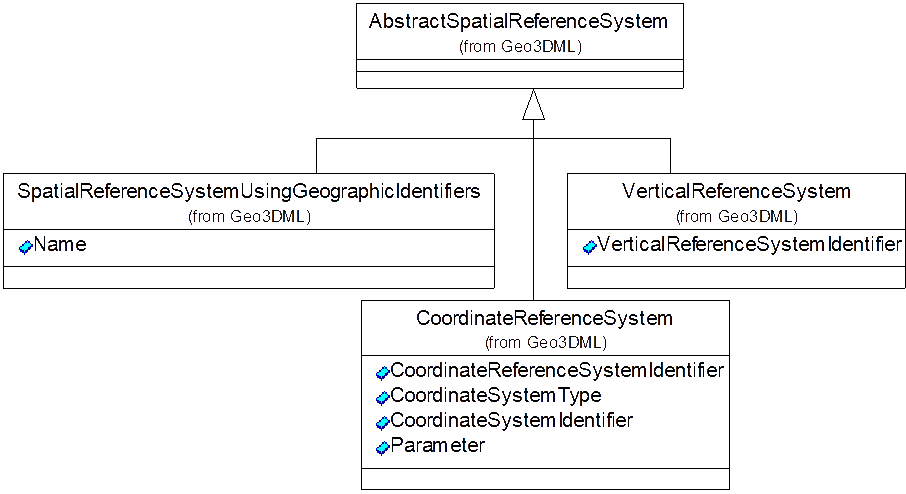 AbstractSpatialReferenceSystem
(from Geo3DML)
SpatialReferenceSystemUsingGeographicIdentifiers
(from Geo3DML)
Name
VerticalReferenceSystem
(from Geo3DML)
VerticalReferenceSystemIdentifier
CoordinateReferenceSystem
(from Geo3DML)
CoordinateReferenceSystemIdentifier
CoordinateSystemType
CoordinateSystemIdentifier
Parameter